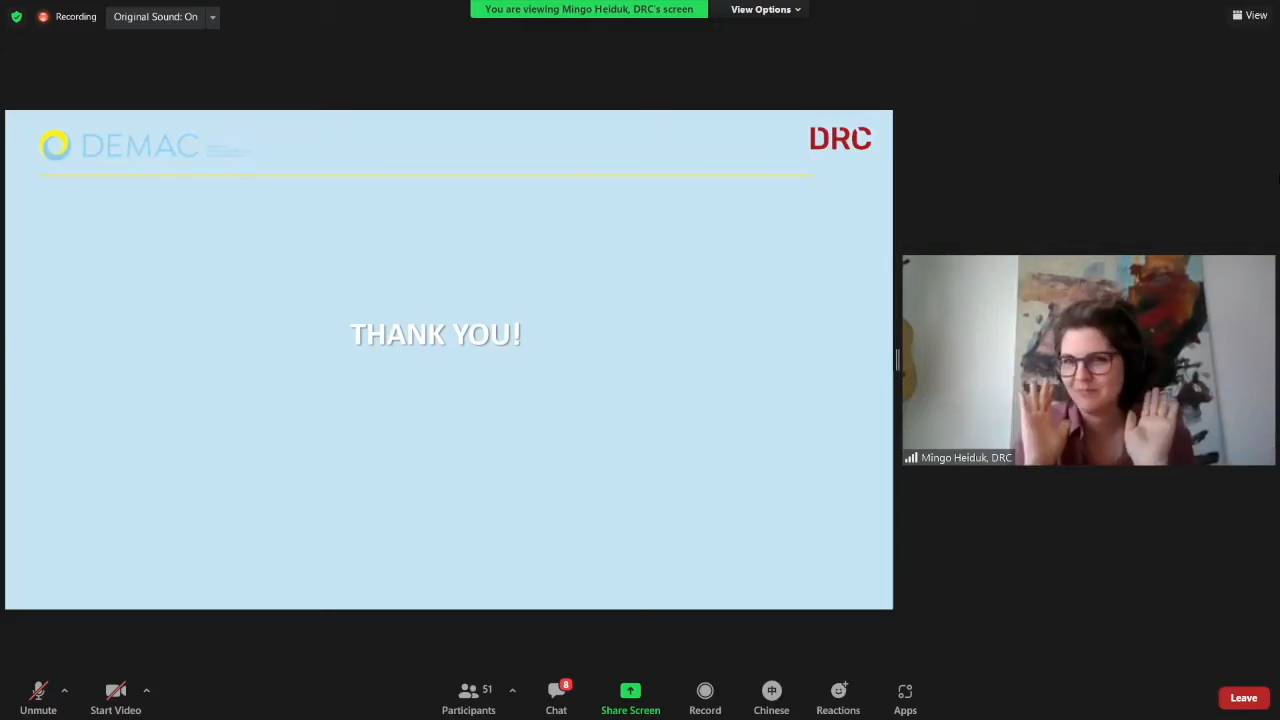 Recording
Original Sound: On
You are viewing Mingo Heiduk, DRC's screen
View Options
View
DEMAC
DRC
THANK YOU!
Mingo Heiduk, DRC
51
8
中
Unmute
Start Video
Participants
Chat
Share Screen
Record
Chinese
Reactions
Apps
Leave